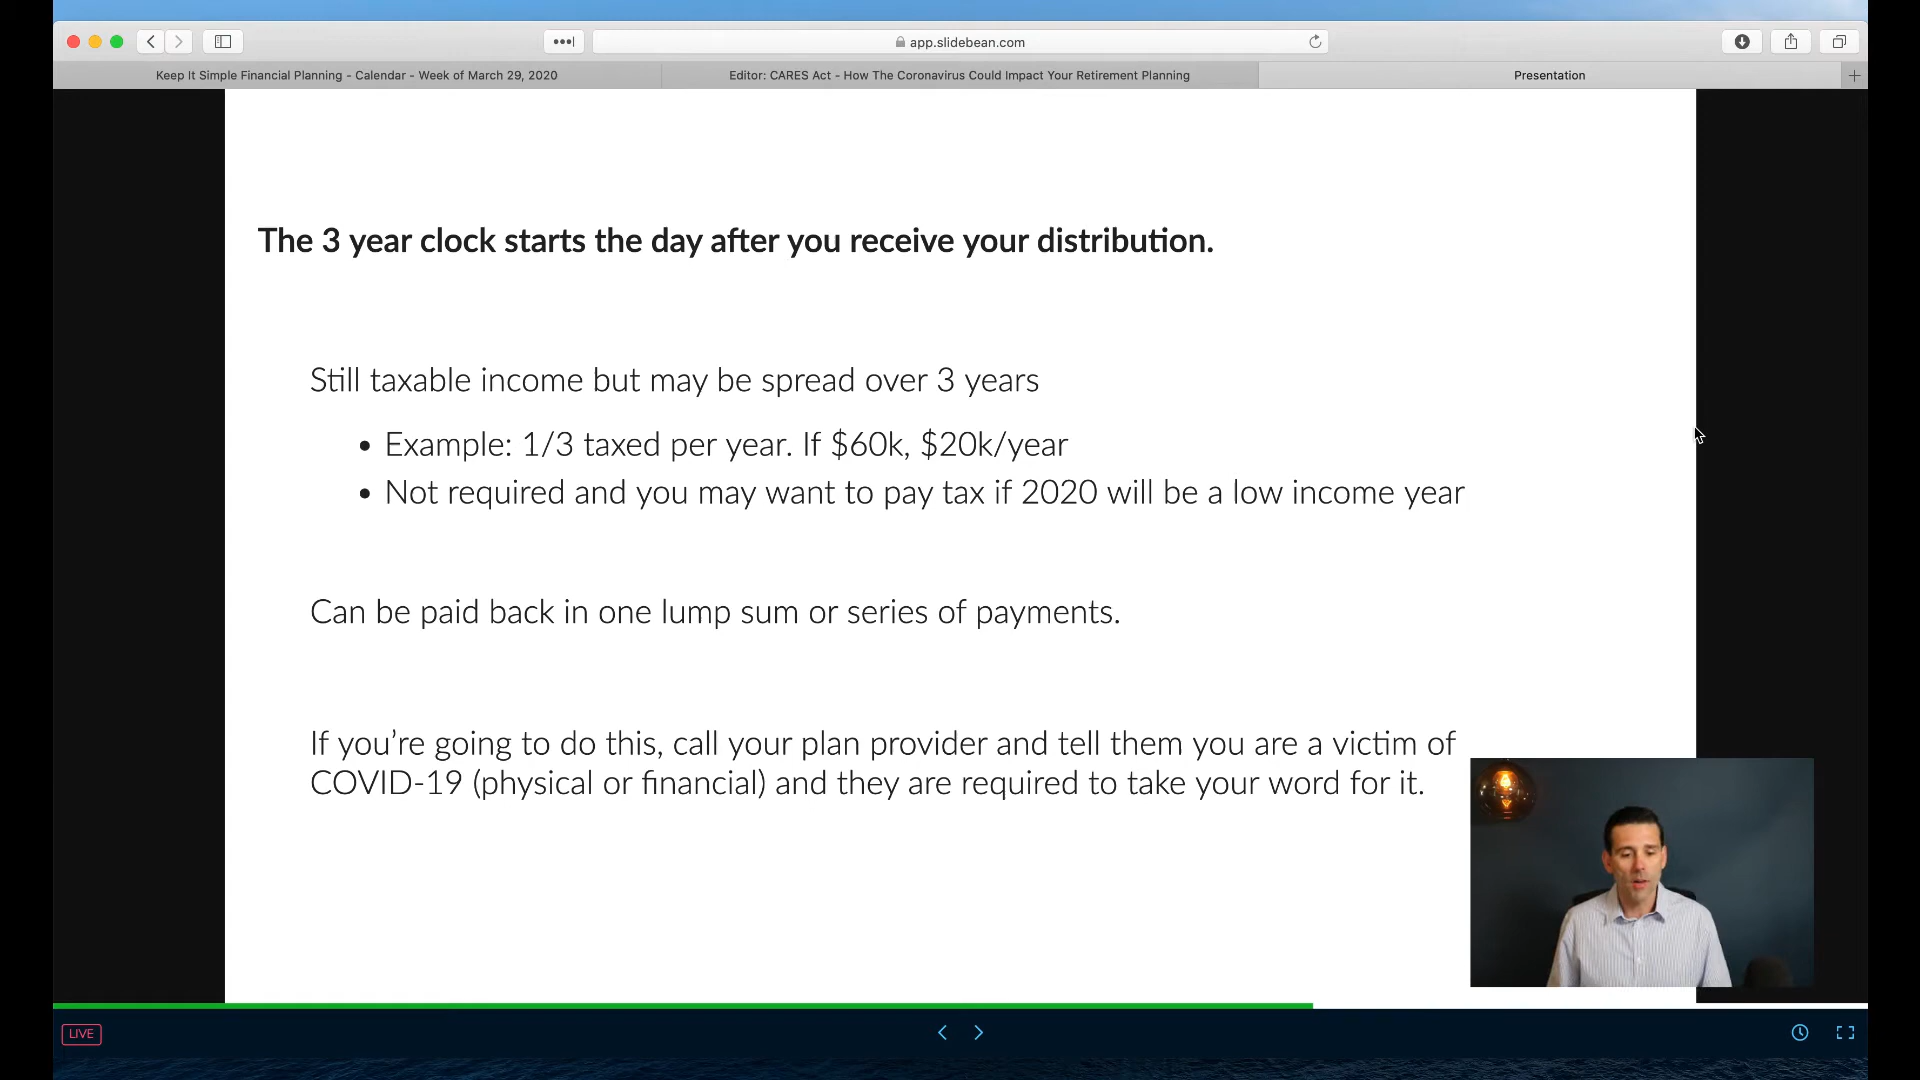 •••|
app.slidebean.com
Keep It Simple Financial Planning - Calendar - Week of March 29, 2020
Editor: CARES Act - How The Coronavirus Could Impact Your Retirement Planning
Presentation
The 3 year clock starts the day after you receive your distribution.
Still taxable income but may be spread over 3 years
• Example: 1/3 taxed per year. If $60k, $20k/year
• Not required and you may want to pay tax if 2020 will be a low income year
Can be paid back in one lump sum or series of payments.
If you’re going to do this, call your plan provider and tell them you are a victim of
COVID-19 (physical or financial) and they are required to take your word for it.
LIVE